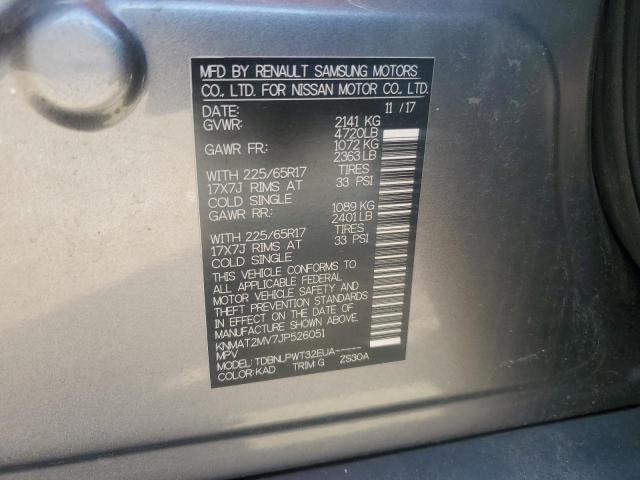 MFD BY RENAULT SAMSUNG MOTORS
CO., LTD. FOR NISSAN MOTOR CO., LTD.
DATE: 11 / 17
GVWR: 2141 KG
4720LB
GAWR FR: 1072 KG
2363 LB
WITH 225/65R17 TIRES
17X7J RIMS AT 33 PSI
COLD SINGLE
GAWR RR: 1089 KG
2401 LB
WITH 225/65R17 TIRES
17X7J RIMS AT 33 PSI
COLD SINGLE
THIS VEHICLE CONFORMS TO
ALL APPLICABLE FEDERAL
MOTOR VEHICLE SAFETY AND
THEFT PREVENTION STANDARDS
IN EFFECT ON THE DATE OF
MANUFACTURE SHOWN ABOVE.
KNMAT2MV7JP526051
MPV
MODEL: TDBNLPWT32EUA-----
COLOR: KAD TRIM: G ZS30A